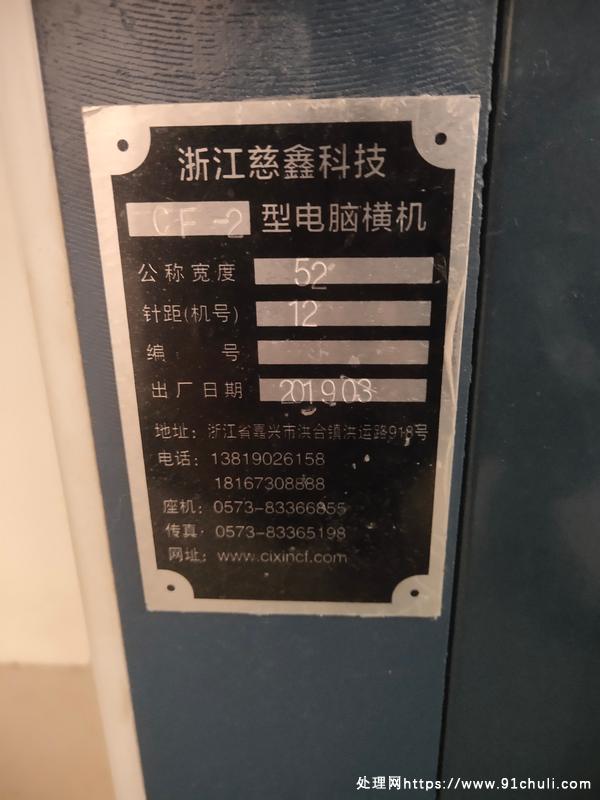 浙江慈鑫科技
CF-2 型电脑横机
公称宽度 52
针距(机号) 12
编 号
出厂日期 2019.03
地址: 浙江省嘉兴市洪合镇洪运路918号
电话: 13819026158
18167308888
座机: 0573-83366855
传真: 0573-83365198
网址: www.cixincf.com
处理网https://www.91chuli.com